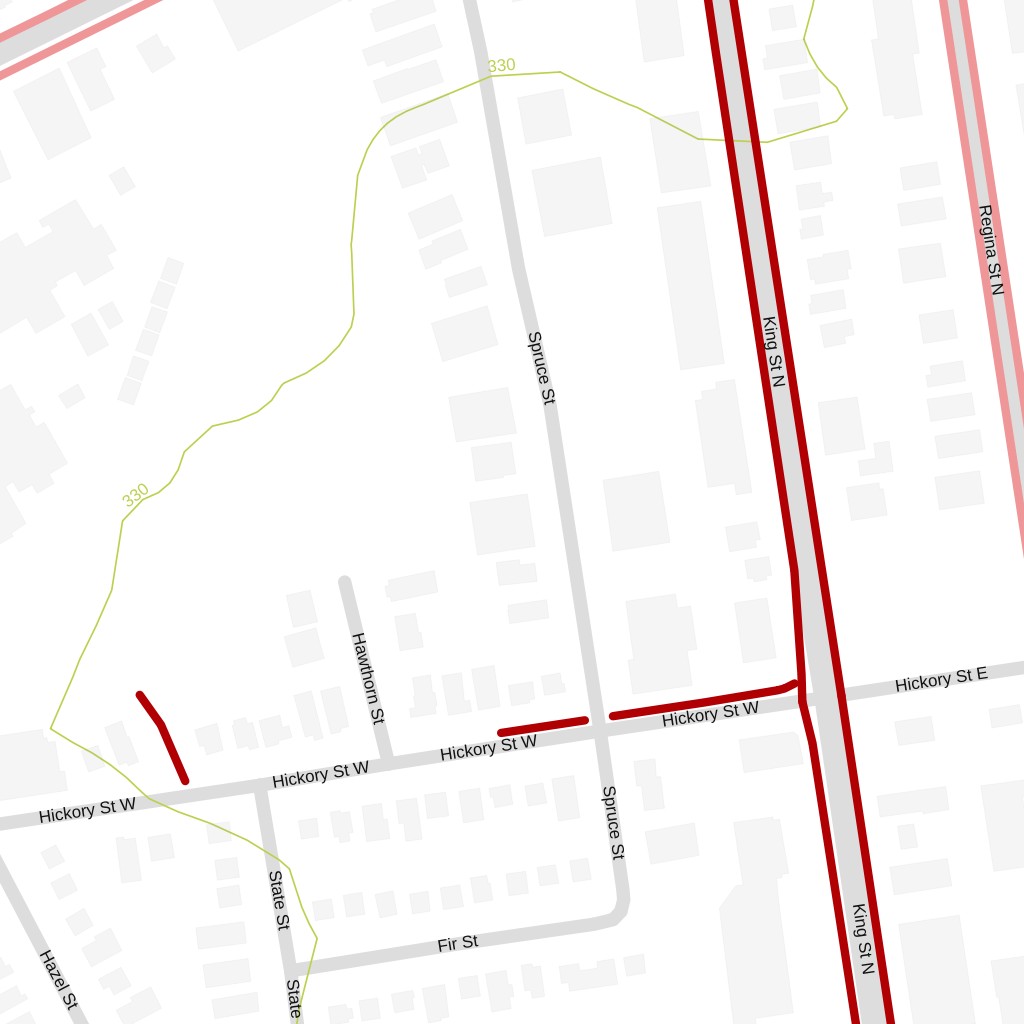 330
Regina St N
King St N
Spruce St
330
Hawthorn St
Hickory St E
Hickory St W
Hickory St W
Hickory St W
Hickory St W
Spruce St
State St
King St N
Fir St
Hazel St
State